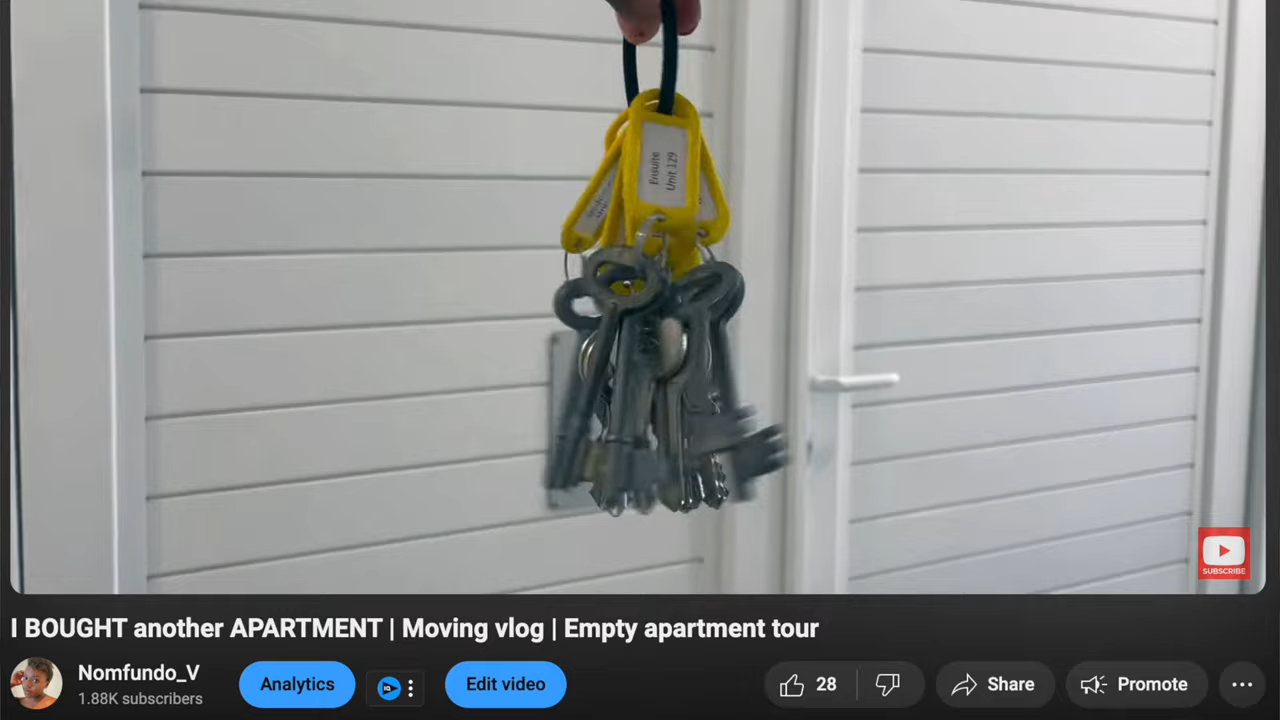 Ensuite
Unit 129
SUBSCRIBE
I BOUGHT another APARTMENT | Moving vlog | Empty apartment tour
Nomfundo_V
1.88K subscribers
Analytics
IQ
Edit video
28
Share
Promote